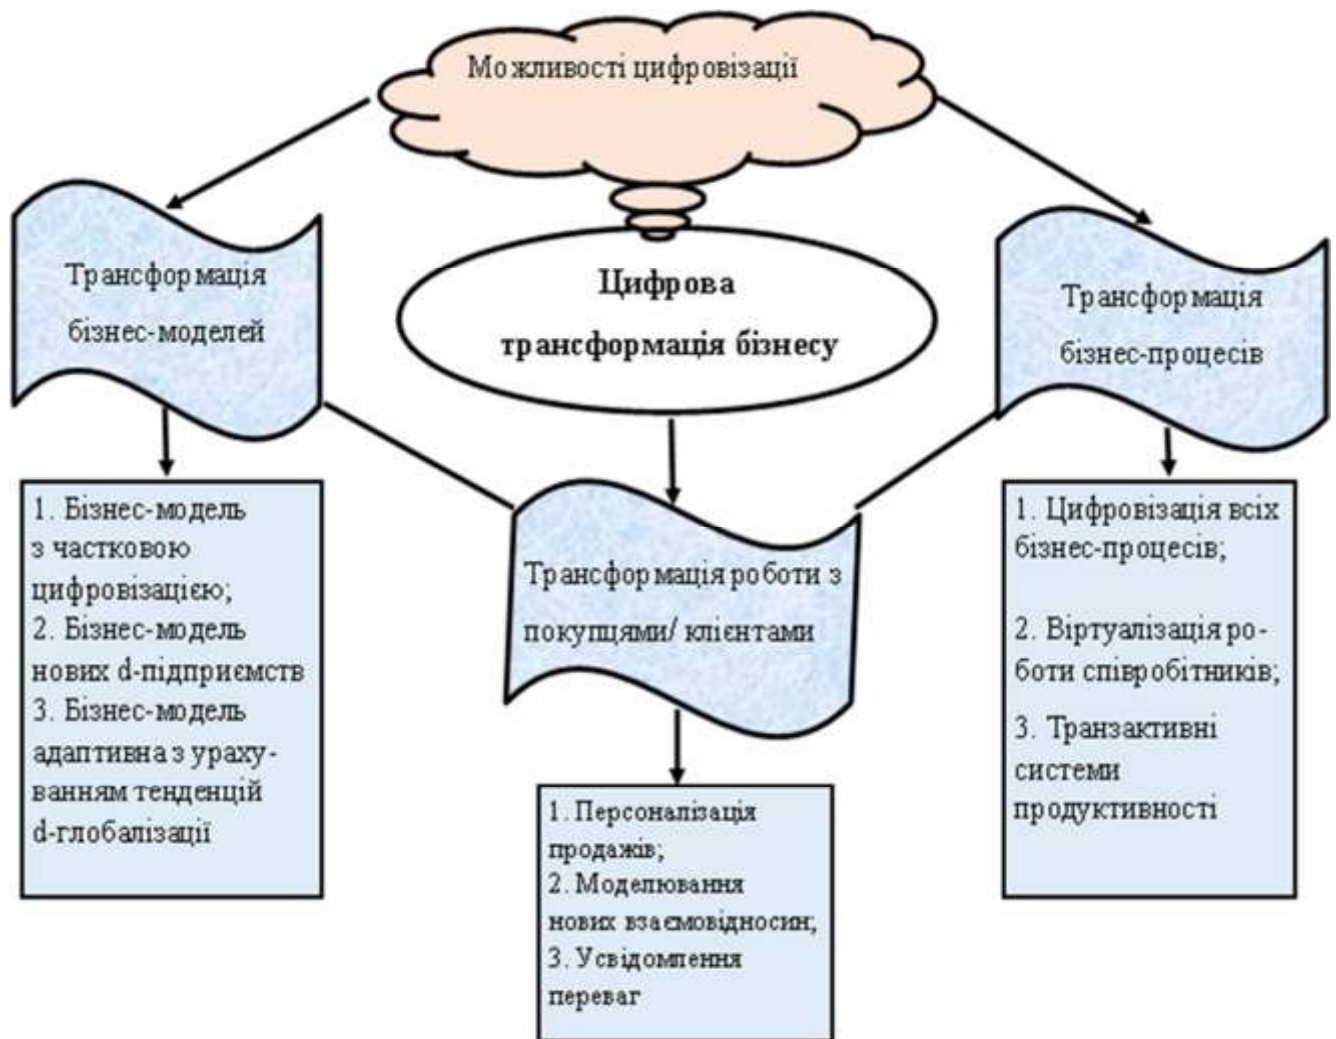 Можливості цифровізації
Трансформація
бізнес-моделей
Цифрова
трансформація бізнесу
Трансформація
бізнес-процесів
1. Бізнес-модель
з частковою
цифровізацією;
2. Бізнес-модель
нових d-підприємств
3. Бізнес-модель
адаптивна з ураху-
ванням тенденцій
d-глобалізації
Трансформація роботи з
покупцями/ клієнтами
1. Цифровізація всіх
бізнес-процесів;
2. Віртуалізація ро-
боти співробітників;
3. Транзактивні
системи
продуктивності
1. Персоналізація
продажів;
2. Моделювання
нових взаємовідносин;
3. Усвідомлення
переваг